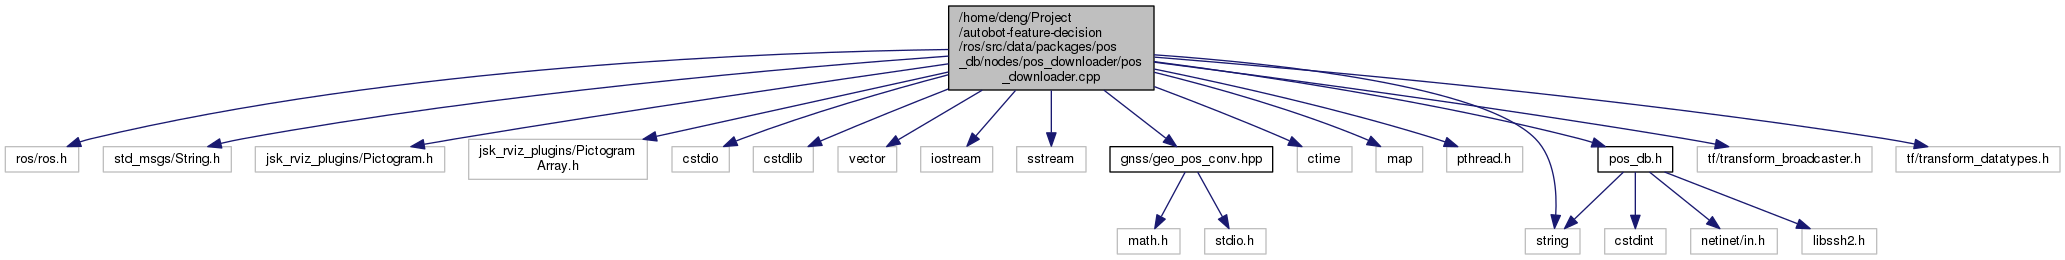 /home/deng/Project
/autobot-feature-decision
/ros/src/data/packages/pos
_db/nodes/pos_downloader/pos
_downloader.cpp
ros/ros.h
std_msgs/String.h
jsk_rviz_plugins/Pictogram.h
jsk_rviz_plugins/Pictogram
Array.h
cstdio
cstdlib
vector
iostream
sstream
gnss/geo_pos_conv.hpp
ctime
map
pthread.h
pos_db.h
tf/transform_broadcaster.h
tf/transform_datatypes.h
math.h
stdio.h
string
cstdint
netinet/in.h
libssh2.h